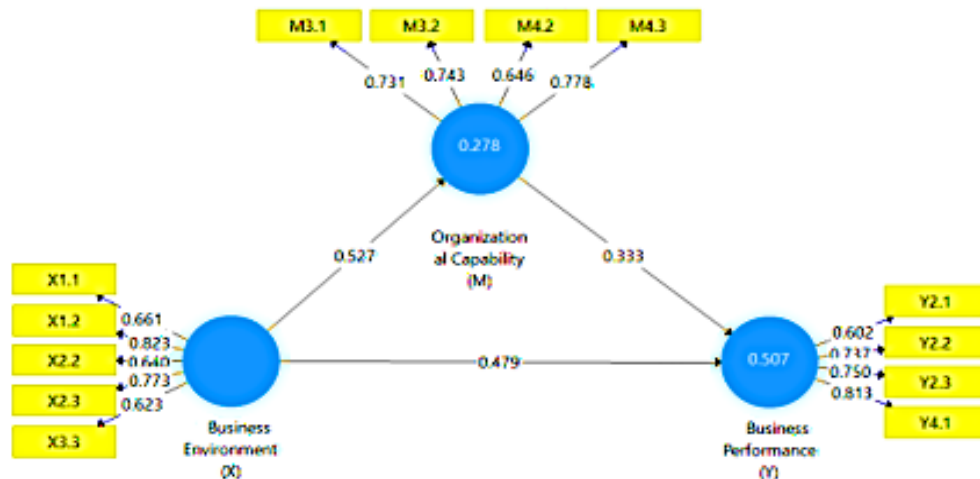 M3.1
M3.2
M4.2
M4.3
0.731
0.743
0.646
0.778
0.278
Organization
al Capability
(M)
0.527
0.333
X1.1
X1.2
X2.2
X2.3
X3.3
0.661
0.823
0.640
0.773
0.623
0.479
0.507
Y2.1
Y2.2
Y2.3
Y4.1
0.602
0.737
0.750
0.813
Business
Environment
(X)
Business
Performance
(Y)